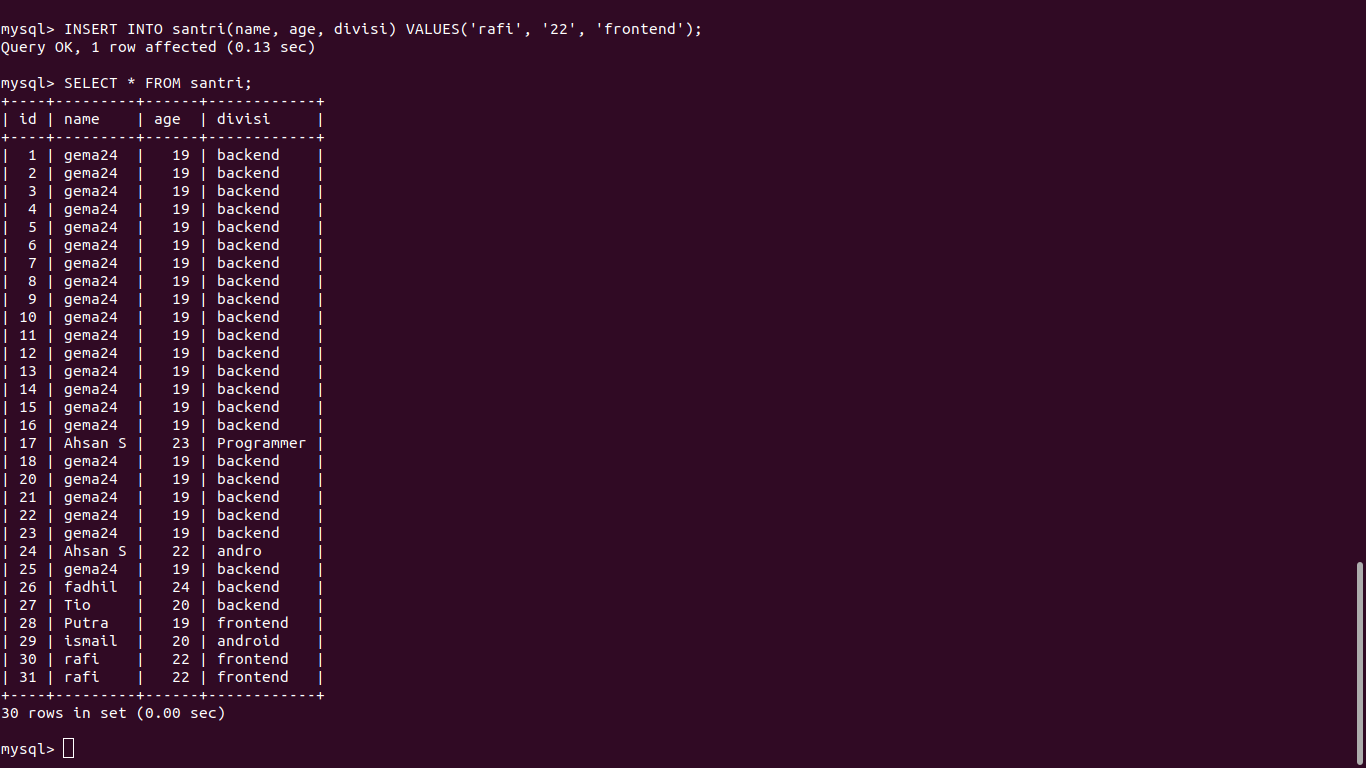 mysql> INSERT INTO santri(name, age, divisi) VALUES('rafi', '22', 'frontend');
Query OK, 1 row affected (0.13 sec)

mysql> SELECT * FROM santri;
+----+---------+------+------------+
| id | name    | age  | divisi     |
+----+---------+------+------------+
|  1 | gema24  |   19 | backend    |
|  2 | gema24  |   19 | backend    |
|  3 | gema24  |   19 | backend    |
|  4 | gema24  |   19 | backend    |
|  5 | gema24  |   19 | backend    |
|  6 | gema24  |   19 | backend    |
|  7 | gema24  |   19 | backend    |
|  8 | gema24  |   19 | backend    |
|  9 | gema24  |   19 | backend    |
| 10 | gema24  |   19 | backend    |
| 11 | gema24  |   19 | backend    |
| 12 | gema24  |   19 | backend    |
| 13 | gema24  |   19 | backend    |
| 14 | gema24  |   19 | backend    |
| 15 | gema24  |   19 | backend    |
| 16 | gema24  |   19 | backend    |
| 17 | Ahsan S |   23 | Programmer |
| 18 | gema24  |   19 | backend    |
| 20 | gema24  |   19 | backend    |
| 21 | gema24  |   19 | backend    |
| 22 | gema24  |   19 | backend    |
| 23 | gema24  |   19 | backend    |
| 24 | Ahsan S |   22 | andro      |
| 25 | gema24  |   19 | backend    |
| 26 | fadhil  |   24 | backend    |
| 27 | Tio     |   20 | backend    |
| 28 | Putra   |   19 | frontend   |
| 29 | ismail  |   20 | android    |
| 30 | rafi    |   22 | frontend   |
| 31 | rafi    |   22 | frontend   |
+----+---------+------+------------+
30 rows in set (0.00 sec)

mysql>